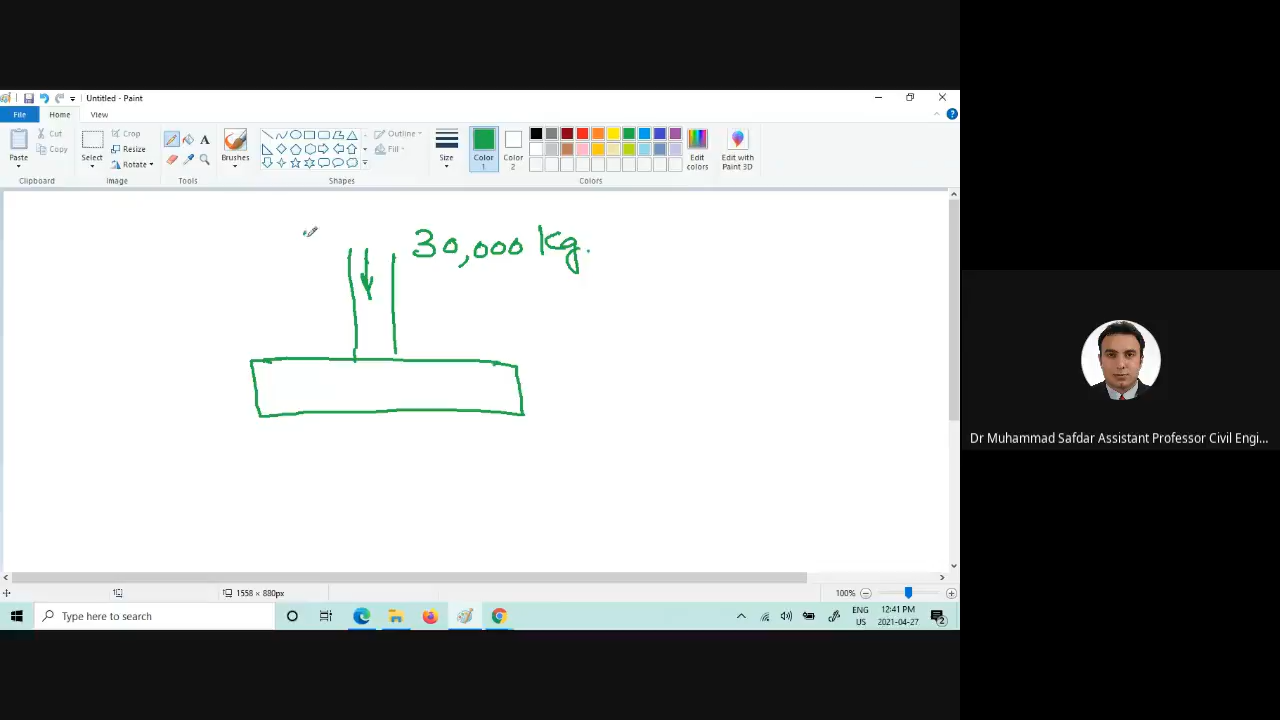 Untitled - Paint
File Home View
Paste
Cut
Copy
Clipboard
Select
Crop
Resize
Rotate
Image
Tools
Brushes
Shapes
Outline
Fill
Size
Color 1
Color 2
Colors
Edit colors
Edit with Paint 3D
30,000 Kg.
Dr Muhammad Safdar Assistant Professor Civil Engi...
1558 × 880px
100%
Type here to search
ENG
US
12:41 PM
2021-04-27
2